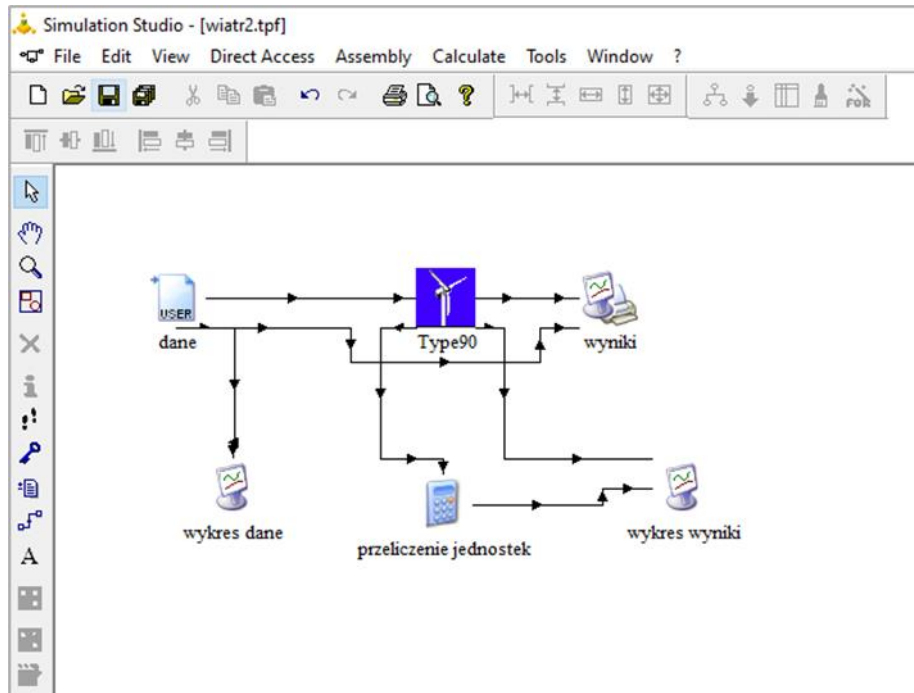 Simulation Studio - [wiatr2.tpf]
File Edit View Direct Access Assembly Calculate Tools Window ?
FOR
USER
dane
Type90
wyniki
wykres dane
przeliczenie jednostek
wykres wyniki
A